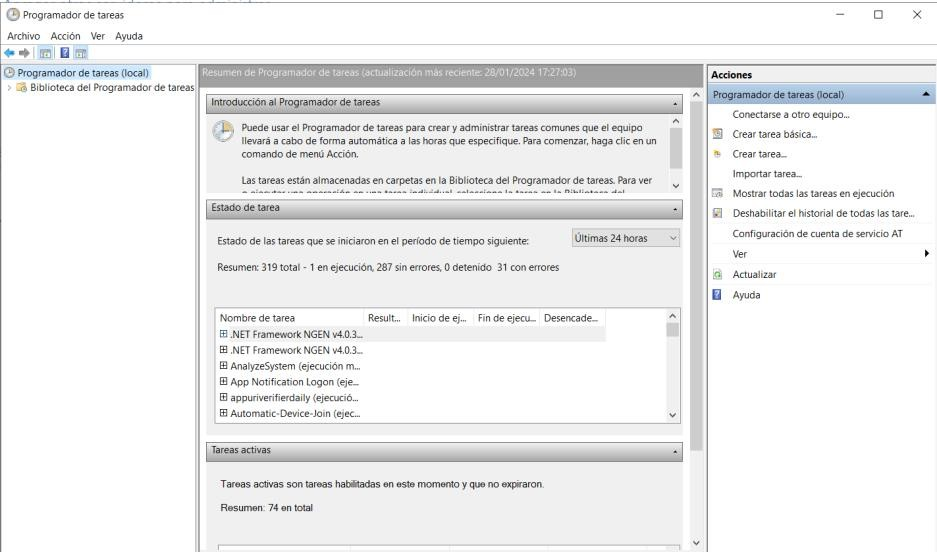 Programador de tareas
Archivo Acción Ver Ayuda
Programador de tareas (local)
Biblioteca del Programador de tareas
Resumen de Programador de tareas (actualización más reciente: 28/01/2024 17:27:03)
Introducción al Programador de tareas
Puede usar el Programador de tareas para crear y administrar tareas comunes que el equipo
llevará a cabo de forma automática a las horas que especifique. Para comenzar, haga clic en un
comando de menú Acción.
Las tareas están almacenadas en carpetas en la Biblioteca del Programador de tareas. Para ver
Estado de tarea
Estado de las tareas que se iniciaron en el período de tiempo siguiente:
Últimas 24 horas
Resumen: 319 total - 1 en ejecución, 287 sin errores, 0 detenido 31 con errores
Nombre de tarea Result... Inicio de ej... Fin de ejecu... Desencade...
.NET Framework NGEN v4.0.3...
.NET Framework NGEN v4.0.3...
AnalyzeSystem (ejecución m...
App Notification Logon (eje...
appuriverifierdaily (ejecució...
Automatic-Device-Join (ejec...
Tareas activas
Tareas activas son tareas habilitadas en este momento y que no expiraron.
Resumen: 74 en total
Acciones
Programador de tareas (local)
Conectarse a otro equipo...
Crear tarea básica...
Crear tarea...
Importar tarea...
Mostrar todas las tareas en ejecución
Deshabilitar el historial de todas las tare...
Configuración de cuenta de servicio AT
Ver
Actualizar
Ayuda